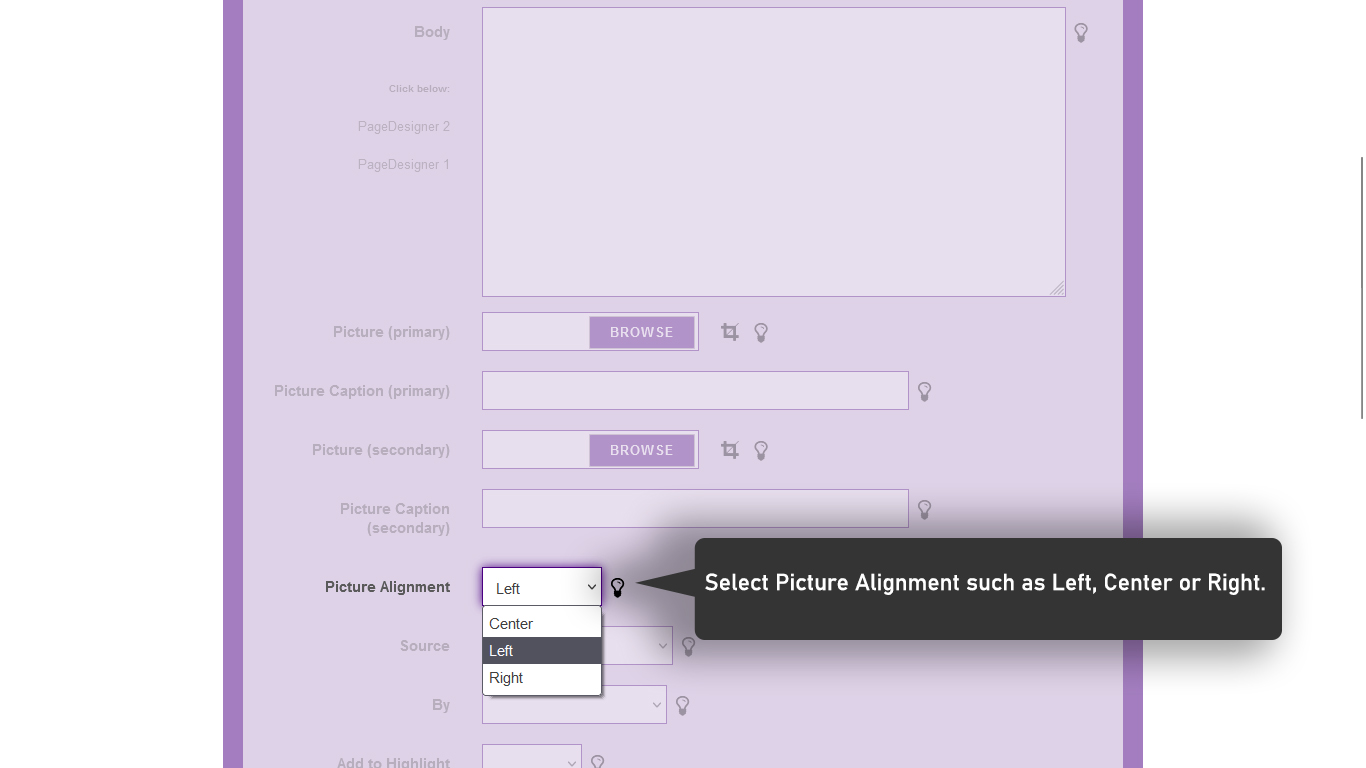 Body
Click below:
PageDesigner 2
PageDesigner 1
Picture (primary)
BROWSE
Picture Caption (primary)
Picture (secondary)
BROWSE
Picture Caption
(secondary)
Picture Alignment
Left
Select Picture Alignment such as Left, Center or Right.
Center
Source
Left
Right
By
Add to Highlight